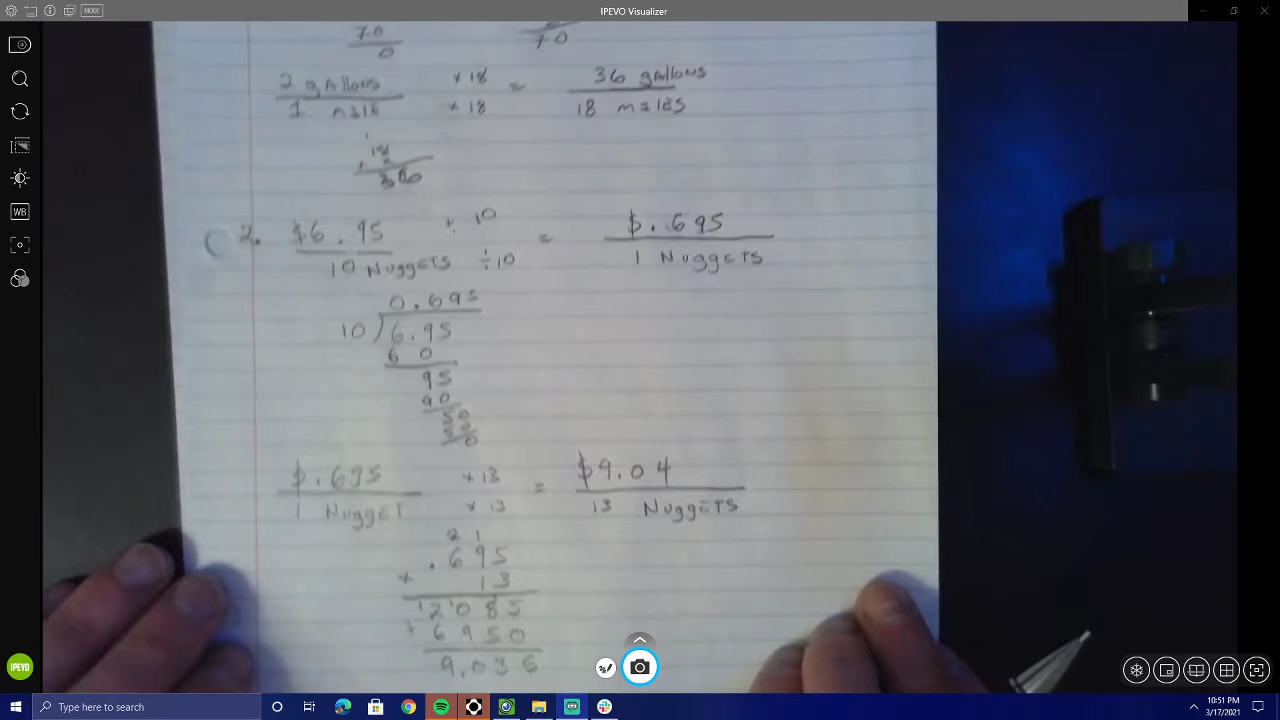 MODE
IPEVO Visualizer
70
0
70
2 gallons × 18 = 36 gallons
1 mile × 18 18 miles
18
36
2. $6.95 ÷ 10 = $.695
10 Nuggets ÷10 1 Nuggets
0.695
10 6.95
6 0
95
90
50
50
0
$.695 × 13 = $9.04
1 Nugget × 13 13 Nuggets
2 1
.695
× 13
2085
+ 6950
9.035
WB
IPEVO
Type here to search
10:51 PM
3/17/2021